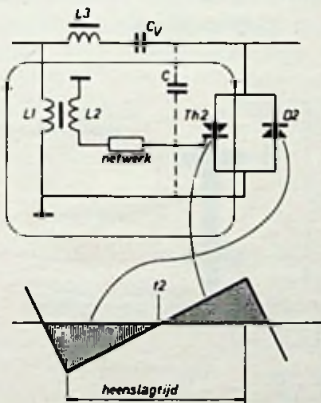 L3
Cv
C
L1
L2
Th2
D2
netwerk
t2
heenslagtijd